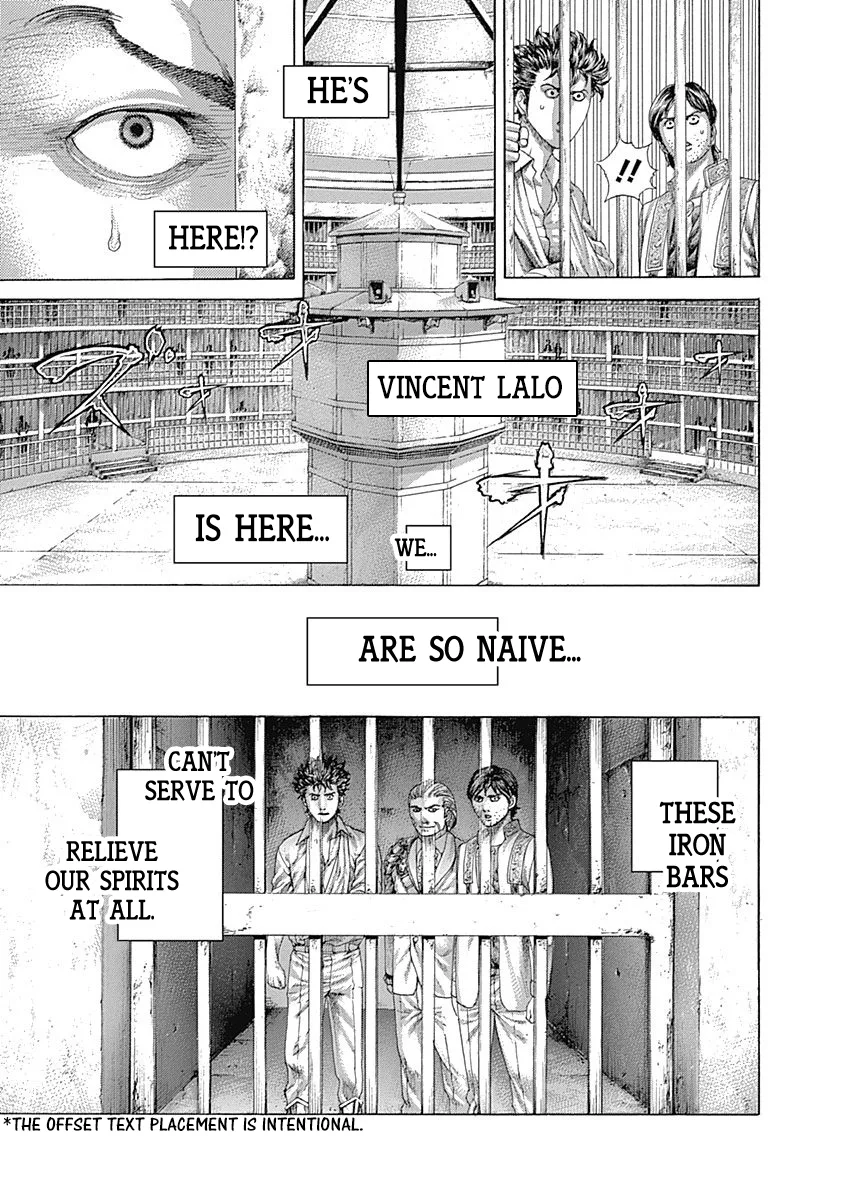 !!
HE'S
HERE!?
VINCENT LALO
IS HERE...
WE...
ARE SO NAIVE...
THESE
IRON
BARS
CAN'T
SERVE TO
RELIEVE
OUR SPIRITS
AT ALL.
*THE OFFSET TEXT PLACEMENT IS INTENTIONAL.